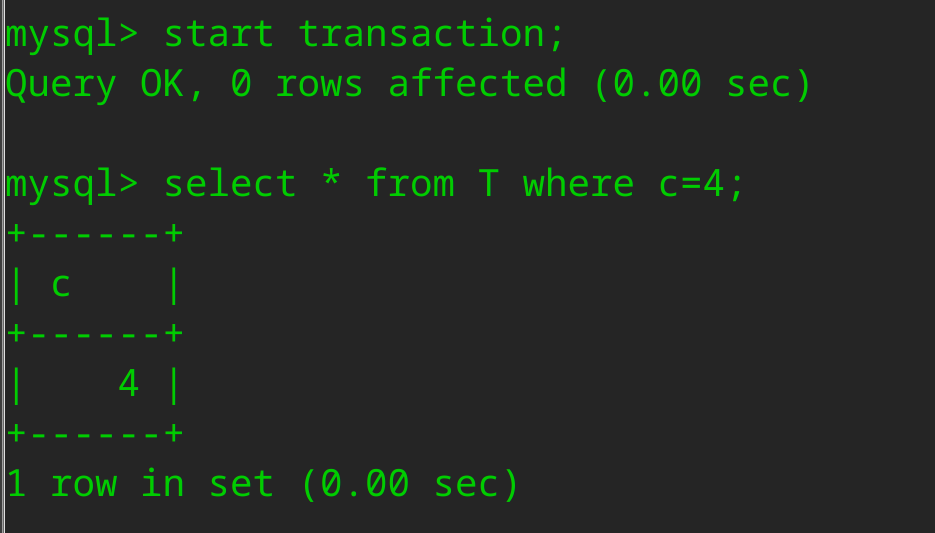 mysql> start transaction;
Query OK, 0 rows affected (0.00 sec)

mysql> select * from T where c=4;
+------+
| c    |
+------+
|    4 |
+------+
1 row in set (0.00 sec)